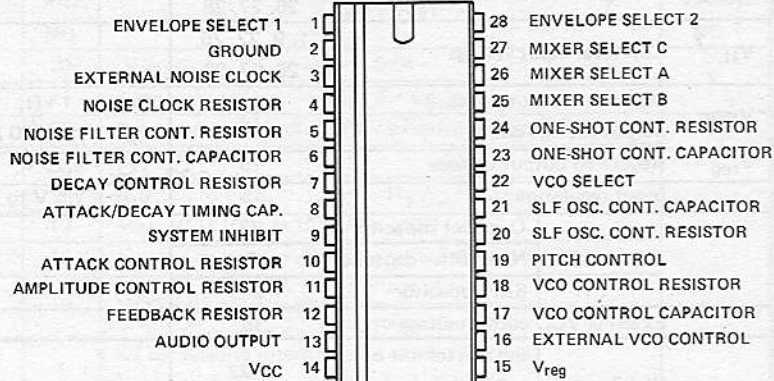 ENVELOPE SELECT 1 1 28 ENVELOPE SELECT 2
GROUND 2 27 MIXER SELECT C
EXTERNAL NOISE CLOCK 3 26 MIXER SELECT A
NOISE CLOCK RESISTOR 4 25 MIXER SELECT B
NOISE FILTER CONT. RESISTOR 5 24 ONE-SHOT CONT. RESISTOR
NOISE FILTER CONT. CAPACITOR 6 23 ONE-SHOT CONT. CAPACITOR
DECAY CONTROL RESISTOR 7 22 VCO SELECT
ATTACK/DECAY TIMING CAP. 8 21 SLF OSC. CONT. CAPACITOR
SYSTEM INHIBIT 9 20 SLF OSC. CONT. RESISTOR
ATTACK CONTROL RESISTOR 10 19 PITCH CONTROL
AMPLITUDE CONTROL RESISTOR 11 18 VCO CONTROL RESISTOR
FEEDBACK RESISTOR 12 17 VCO CONTROL CAPACITOR
AUDIO OUTPUT 13 16 EXTERNAL VCO CONTROL
VCC 14 15 Vreg